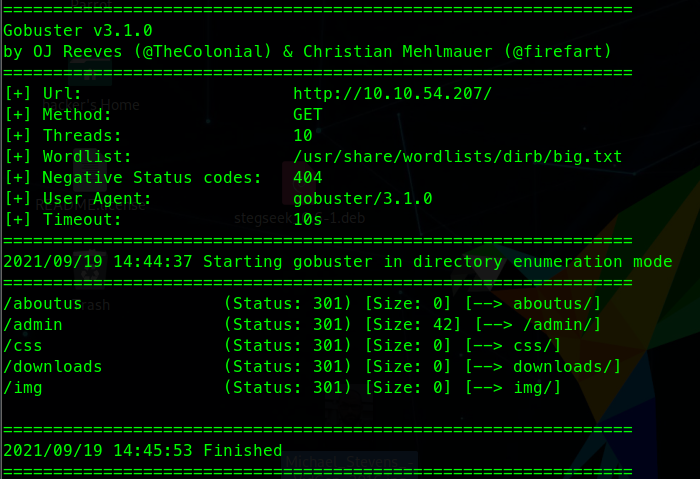 ===============================================================
Gobuster v3.1.0
by OJ Reeves (@TheColonial) & Christian Mehlmauer (@firefart)
===============================================================
[+] Url:                     http://10.10.54.207/
[+] Method:                  GET
[+] Threads:                 10
[+] Wordlist:                /usr/share/wordlists/dirb/big.txt
[+] Negative Status codes:   404
[+] User Agent:              gobuster/3.1.0
[+] Timeout:                 10s
===============================================================
2021/09/19 14:44:37 Starting gobuster in directory enumeration mode
===============================================================
/aboutus              (Status: 301) [Size: 0] [--> aboutus/]
/admin                (Status: 301) [Size: 42] [--> /admin/]
/css                  (Status: 301) [Size: 0] [--> css/]
/downloads            (Status: 301) [Size: 0] [--> downloads/]
/img                  (Status: 301) [Size: 0] [--> img/]
===============================================================
2021/09/19 14:45:53 Finished
Michael Stevens
===============================================================